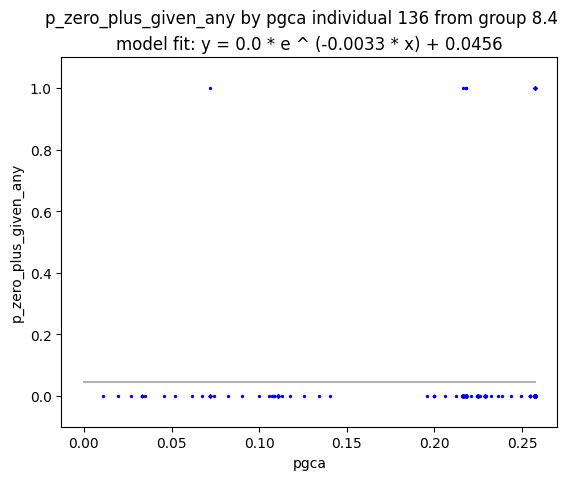 p_zero_plus_given_any by pgca individual 136 from group 8.4
model fit: y = 0.0 * e ^ (-0.0033 * x) + 0.0456
1.0
0.8
0.6
0.4
0.2
0.0
p_zero_plus_given_any
0.00 0.05 0.10 0.15 0.20 0.25
pgca